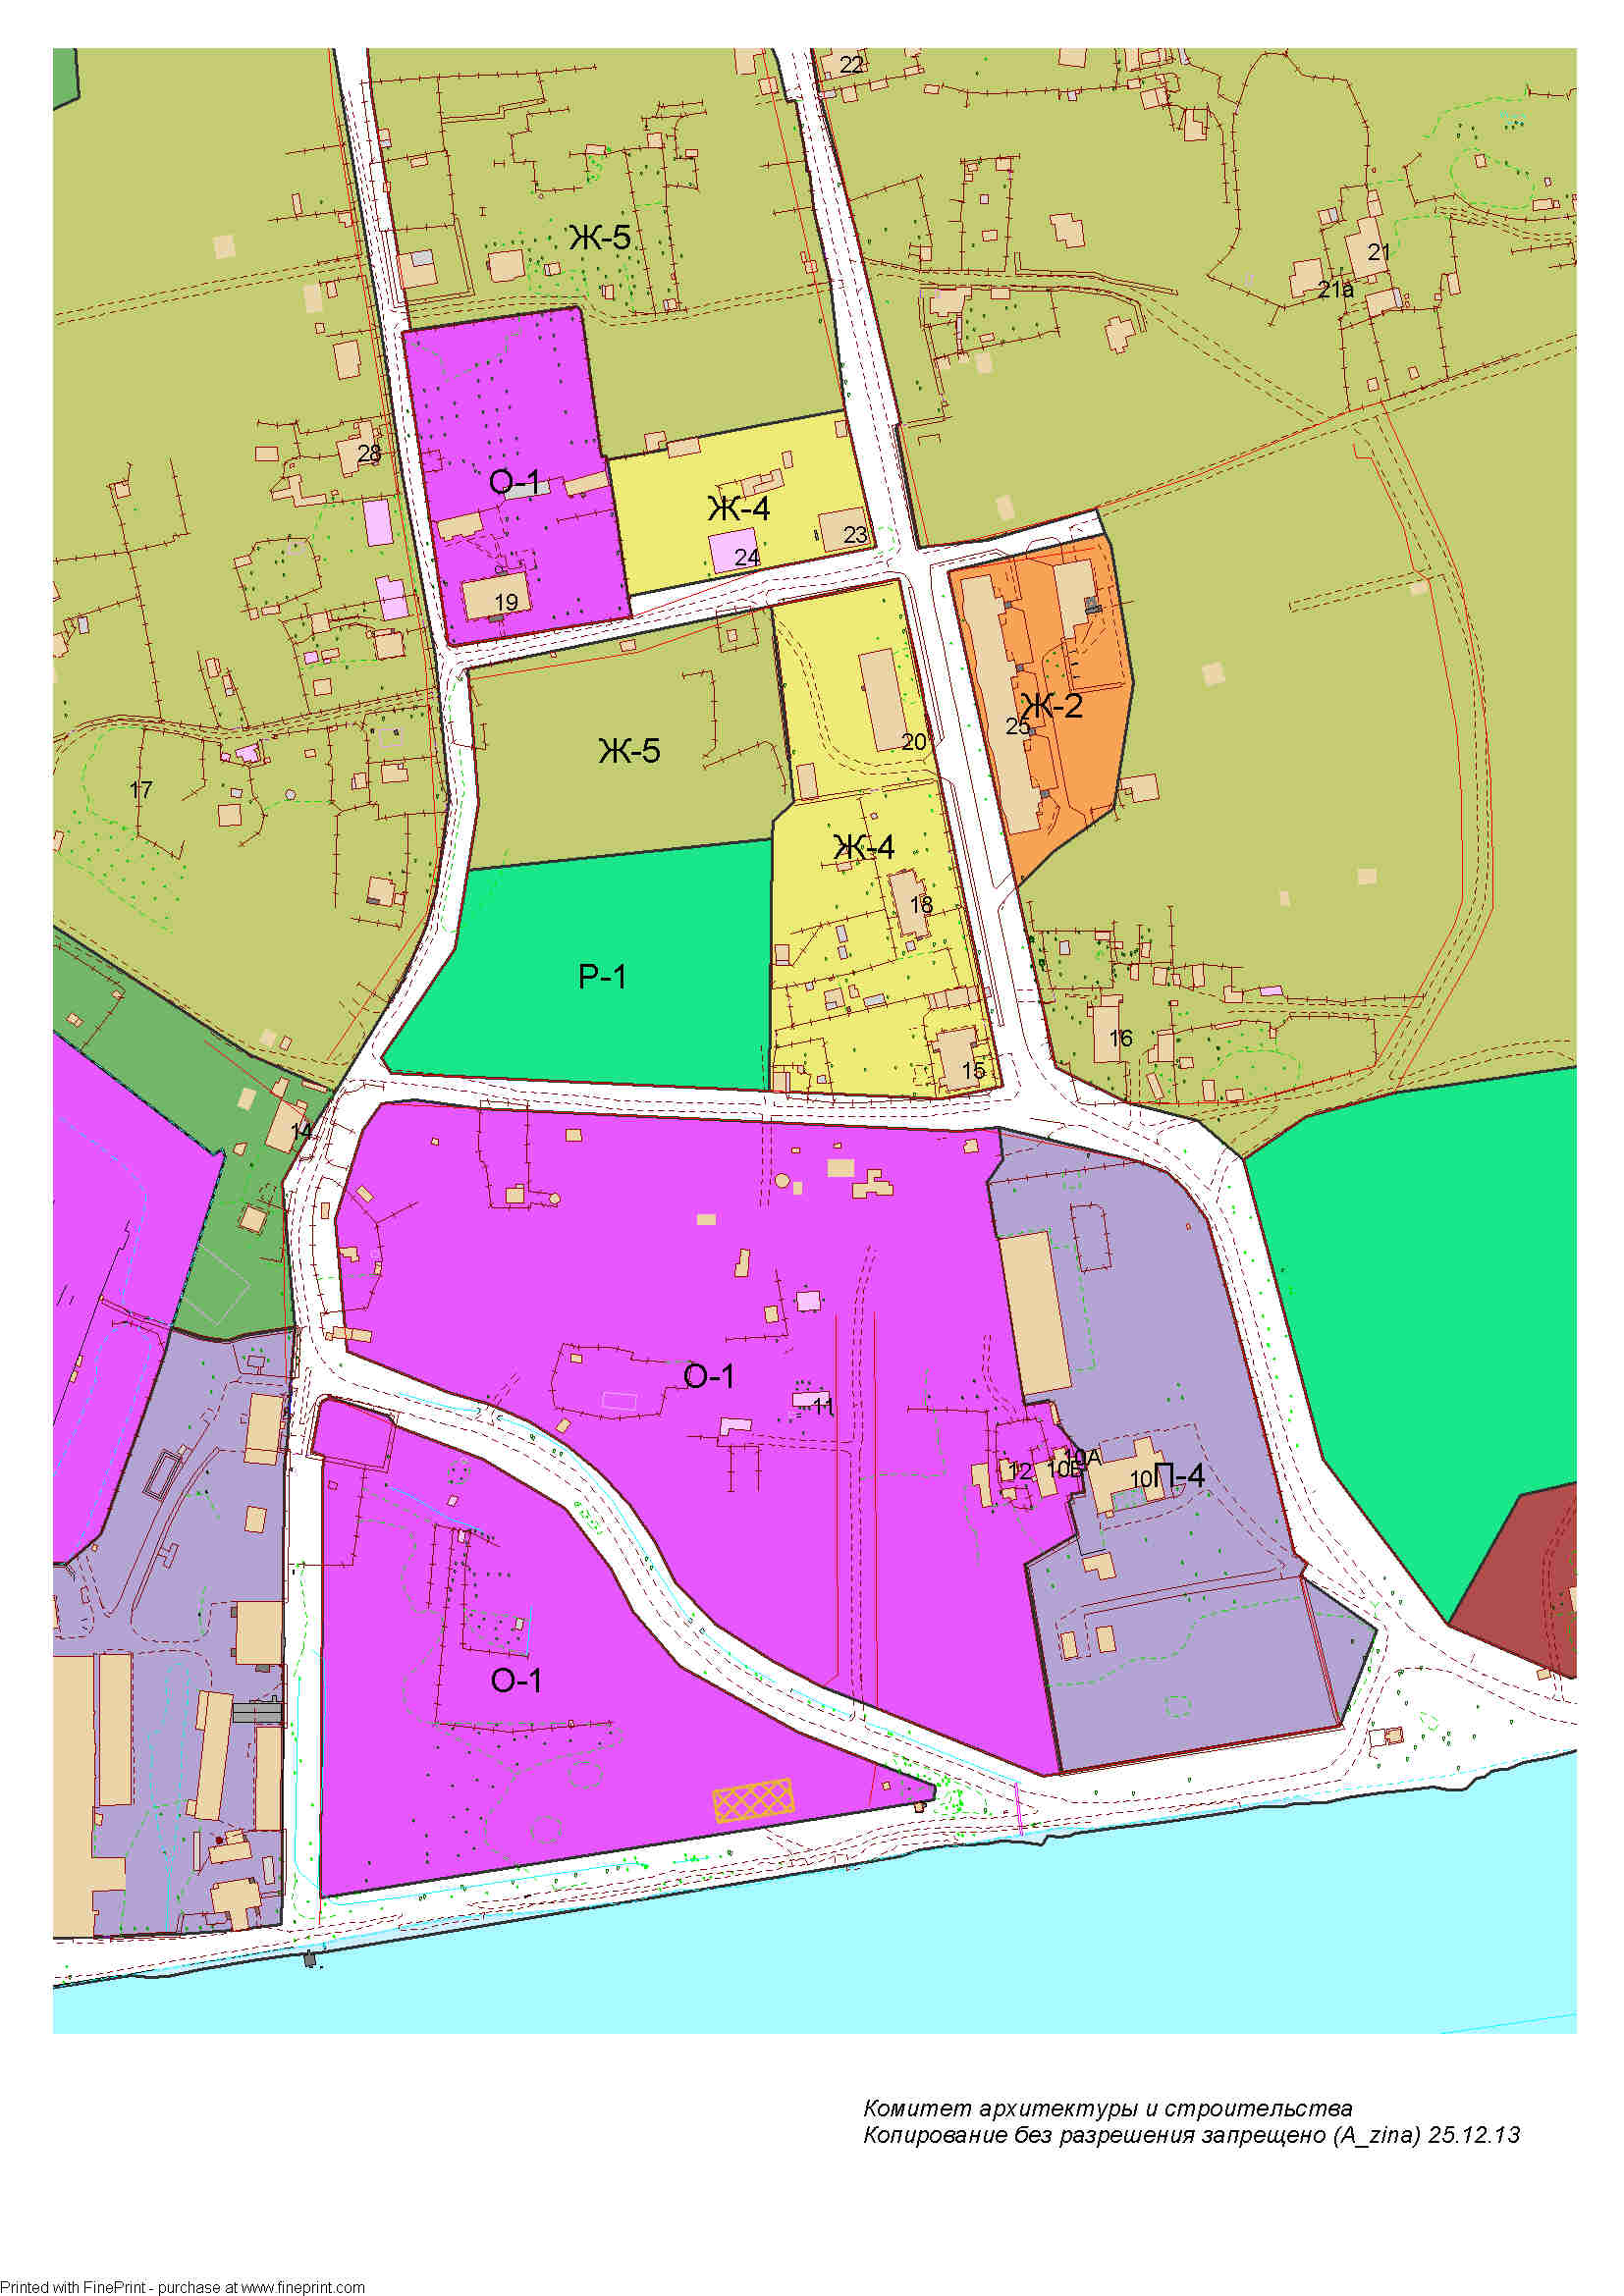 22
Ж-5
21
21а
28
О-1
Ж-4
23
24
19
Ж-2
25
20
Ж-5
17
Ж-4
18
Р-1
16
15
14
О-1
11
10А
12
10Б
10
П-4
О-1
Комитет архитектуры и строительства
Копирование без разрешения запрещено (A_zina) 25.12.13
Printed with FinePrint - purchase at www.fineprint.com